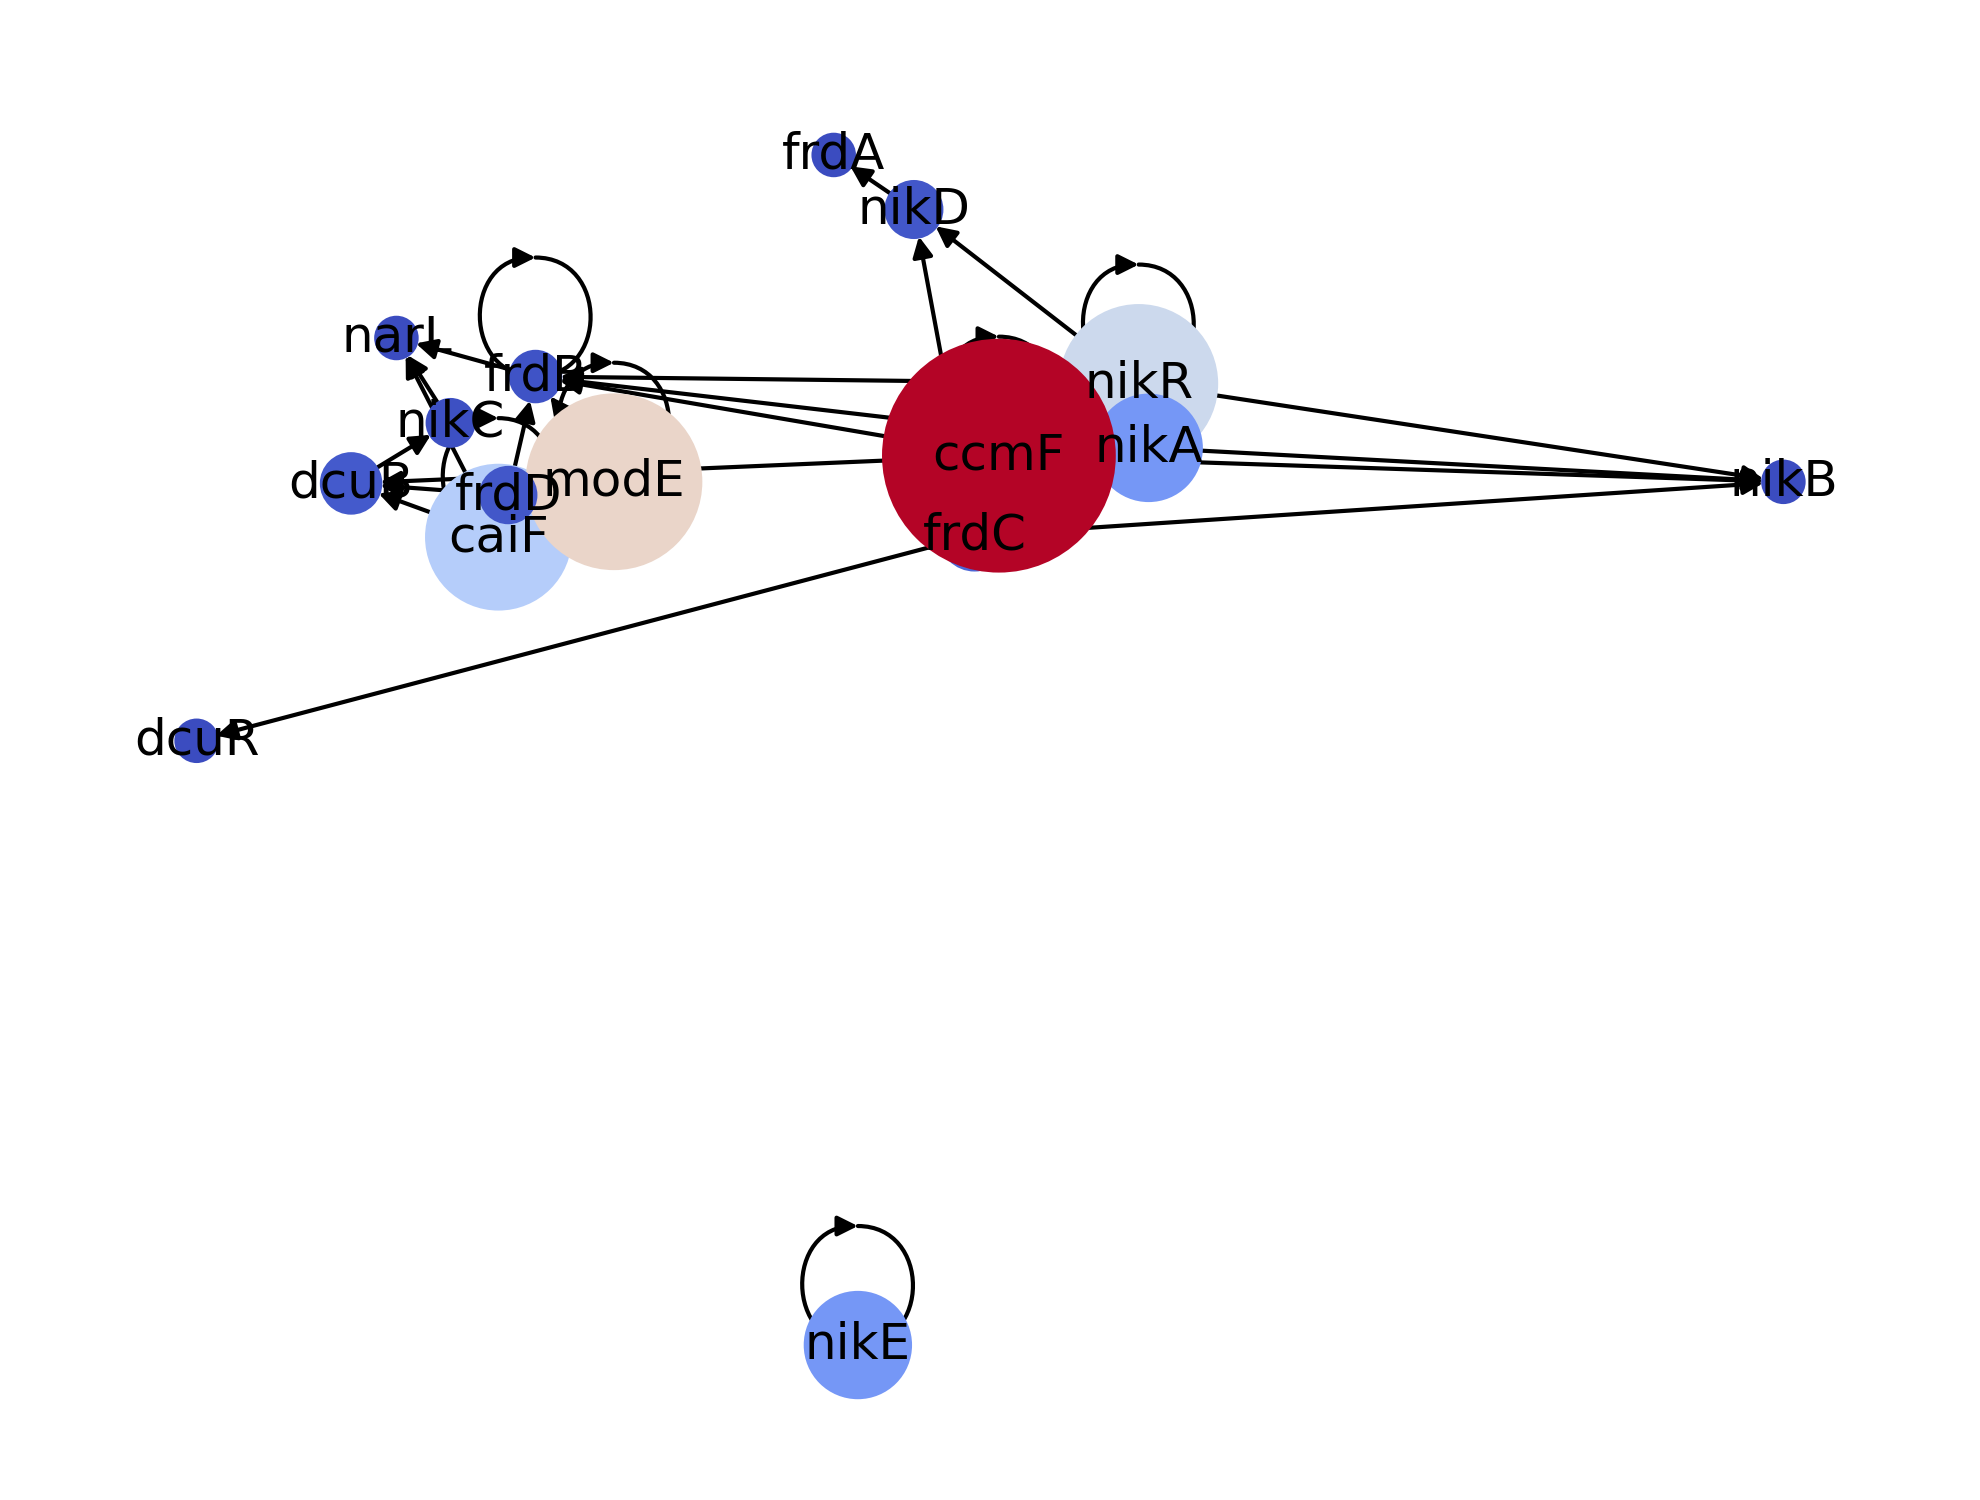 frdA
nikD
narL
frdB
nikR
nikC
nikA
ccmF
dcuB
frdD
modE
nikB
caiF
frdC
dcuR
nikE